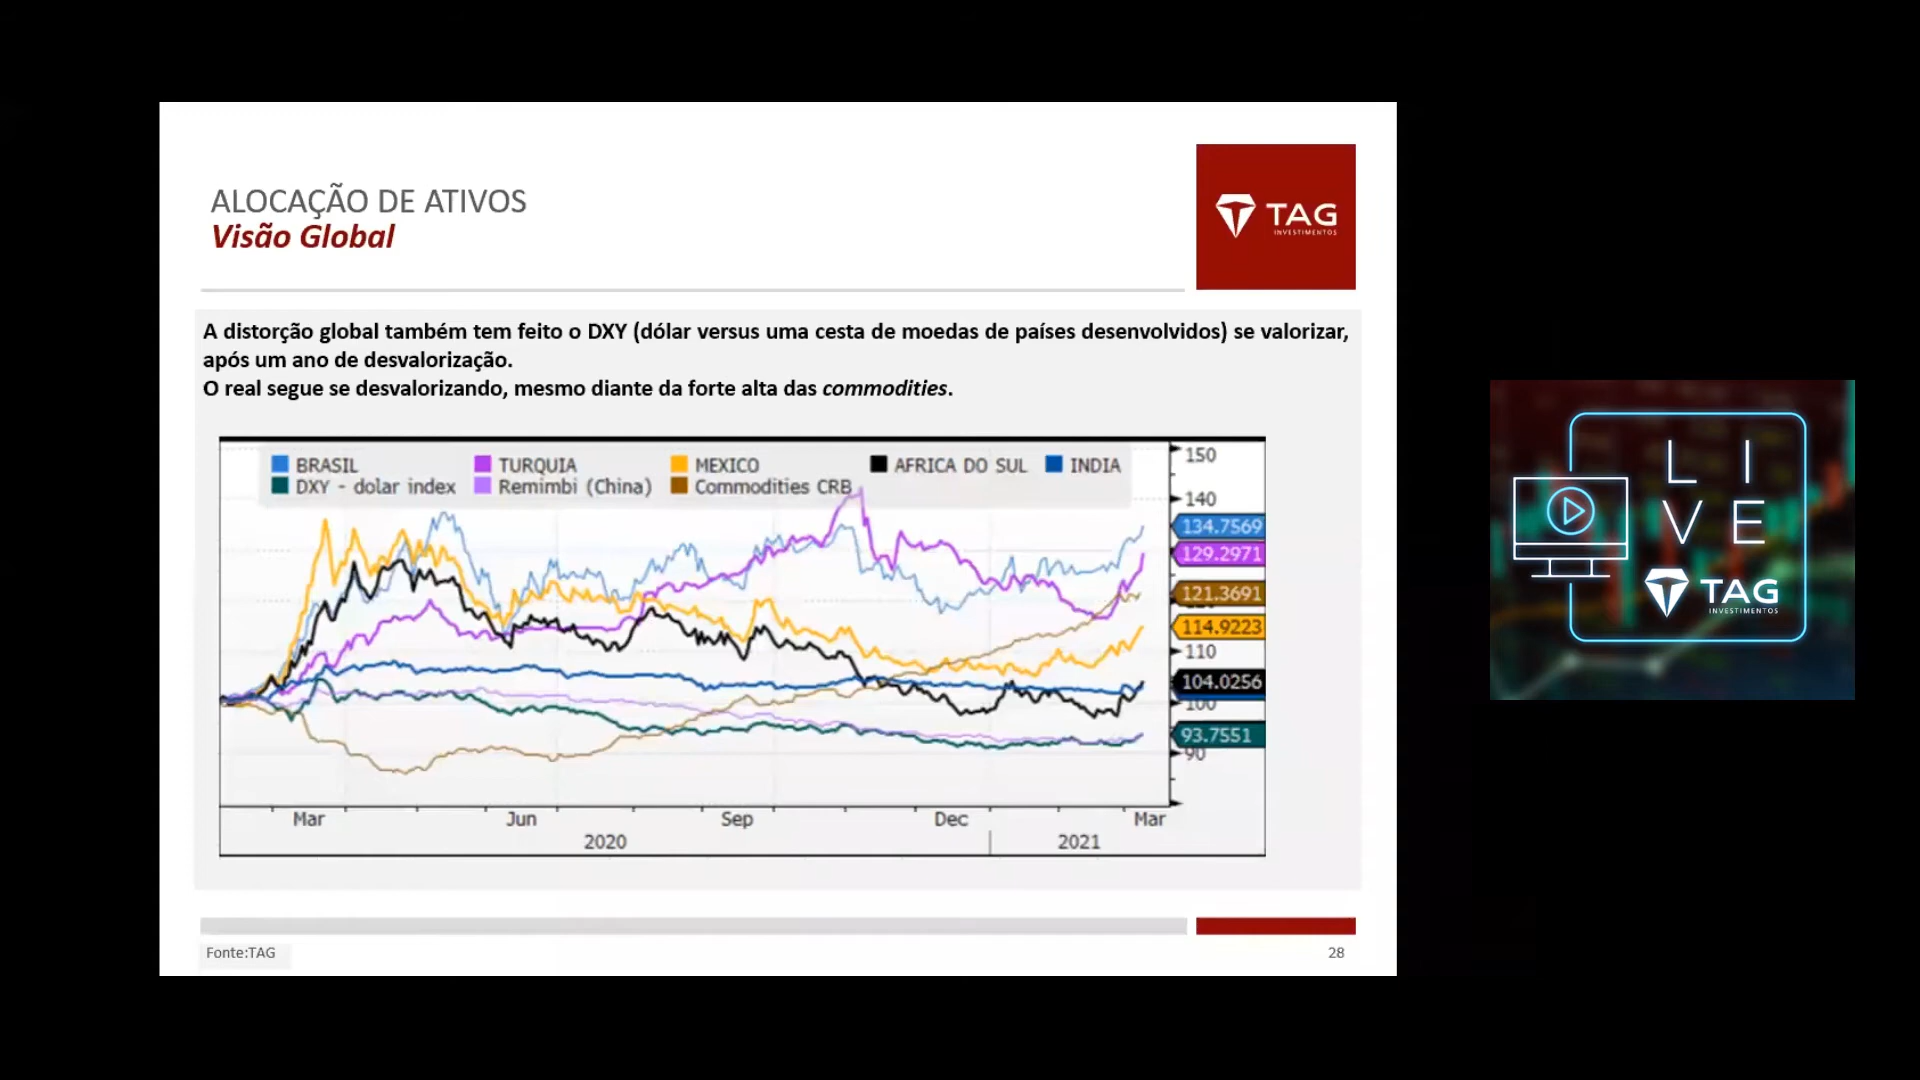 ALOCAÇÃO DE ATIVOS
Visão Global
TAG
INVESTIMENTOS
A distorção global também tem feito o DXY (dólar versus uma cesta de moedas de países desenvolvidos) se valorizar,
após um ano de desvalorização.
O real segue se desvalorizando, mesmo diante da forte alta das commodities.
BRASIL TURQUIA MEXICO AFRICA DO SUL INDIA
DXY - dolar index Remimbi (China) Commodities CRB
150
140
134.7569
129.2971
121.3691
114.9223
110
104.0256
100
93.7551
90
Mar Jun Sep Dec Mar
2020 2021
Fonte:TAG
28
LI
VE
TAG
INVESTIMENTOS